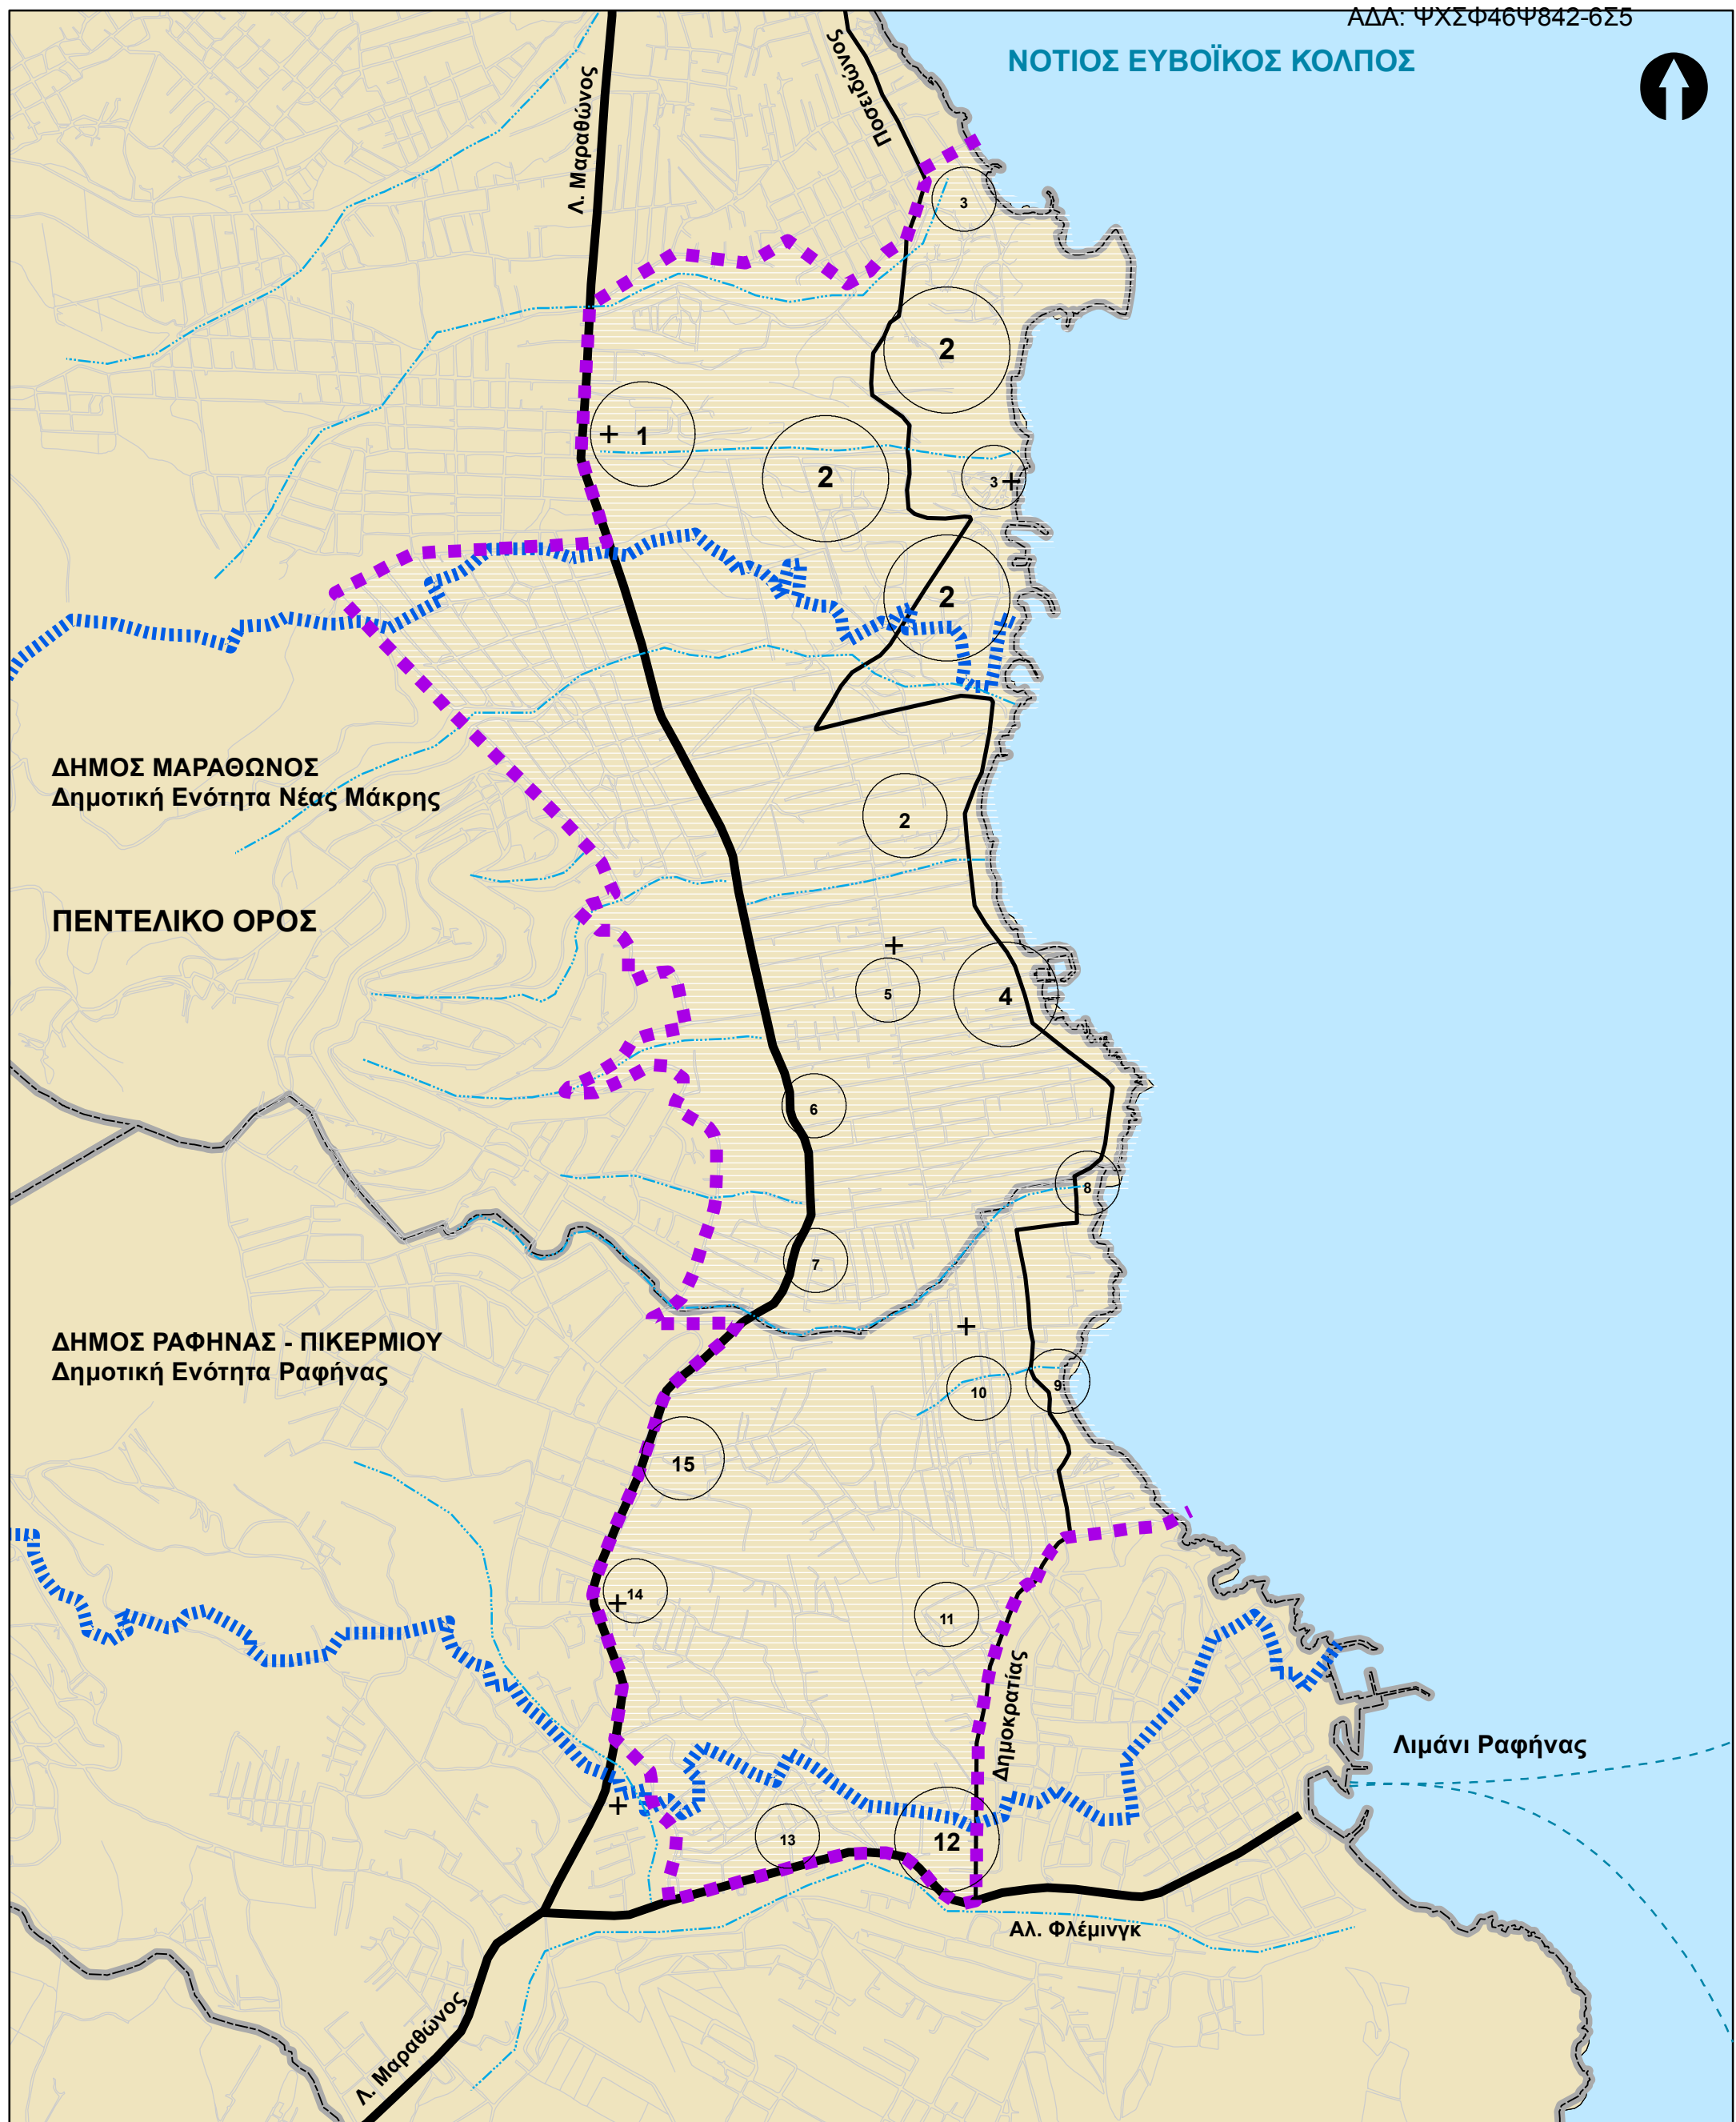 ΑΔΑ: ΨΧΣΦ46Ψ842-6Σ5
ΝΟΤΙΟΣ ΕΥΒΟΪΚΟΣ ΚΟΛΠΟΣ
Ποσειδώνος
Λ. Μαραθώνος
3
2
1
2
3
2
ΔΗΜΟΣ ΜΑΡΑΘΩΝΟΣ
Δημοτική Ενότητα Νέας Μάκρης
2
ΠΕΝΤΕΛΙΚΟ ΟΡΟΣ
5
4
6
8
7
ΔΗΜΟΣ ΡΑΦΗΝΑΣ - ΠΙΚΕΡΜΙΟΥ
Δημοτική Ενότητα Ραφήνας
10
9
15
14
11
Δημοκρατίας
Λιμάνι Ραφήνας
13
12
Αλ. Φλέμινγκ
Λ. Μαραθώνος